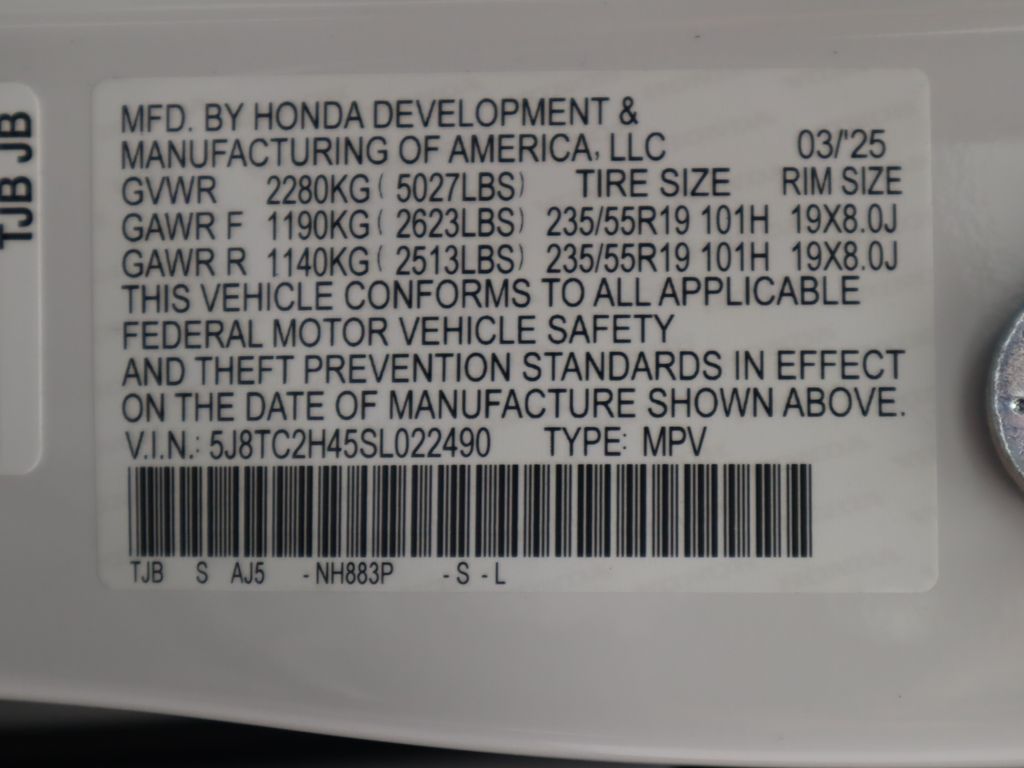 TJB JB
MFD. BY HONDA DEVELOPMENT &
MANUFACTURING OF AMERICA, LLC 03/'25
GVWR 2280KG ( 5027LBS) TIRE SIZE RIM SIZE
GAWR F 1190KG ( 2623LBS) 235/55R19 101H 19X8.0J
GAWR R 1140KG ( 2513LBS) 235/55R19 101H 19X8.0J
THIS VEHICLE CONFORMS TO ALL APPLICABLE
FEDERAL MOTOR VEHICLE SAFETY
AND THEFT PREVENTION STANDARDS IN EFFECT
ON THE DATE OF MANUFACTURE SHOWN ABOVE.
V.I.N.: 5J8TC2H45SL022490 TYPE: MPV
TJB S AJ5 -NH883P -S -L